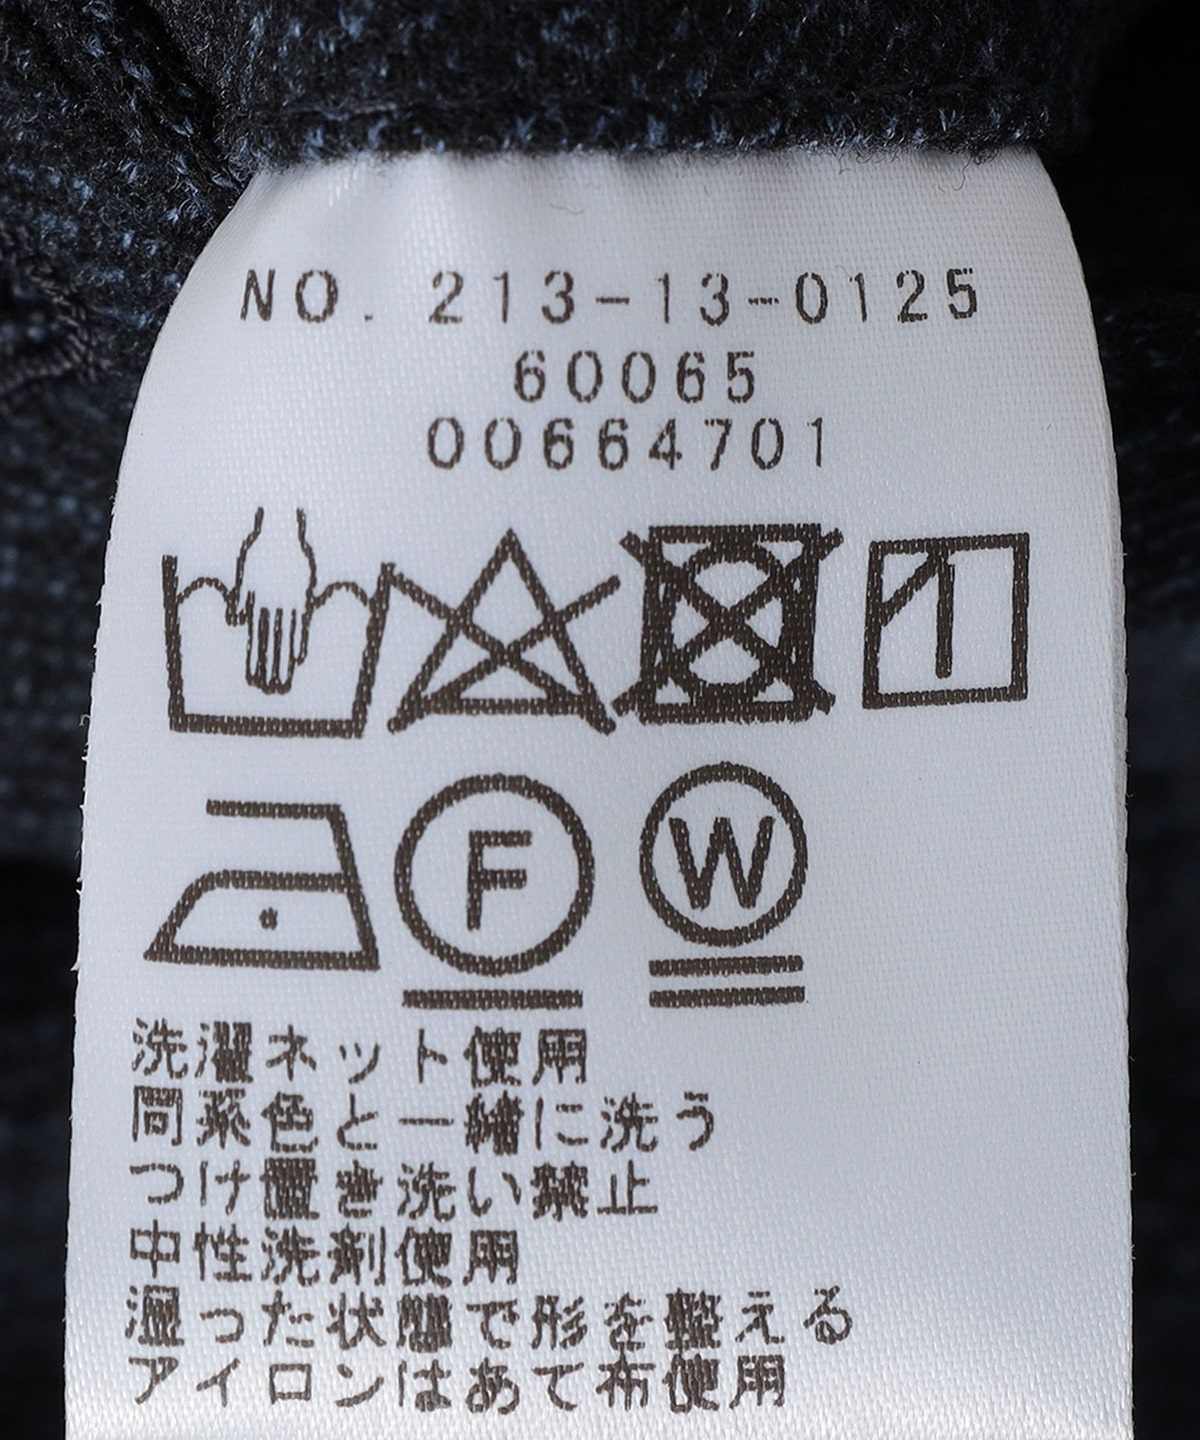 NO. 213-13-0125
60065
00664701
F
W
洗濯ネット使用
同系色と一緒に洗う
つけ置き洗い禁止
中性洗剤使用
湿った状態で形を整える
アイロンはあて布使用